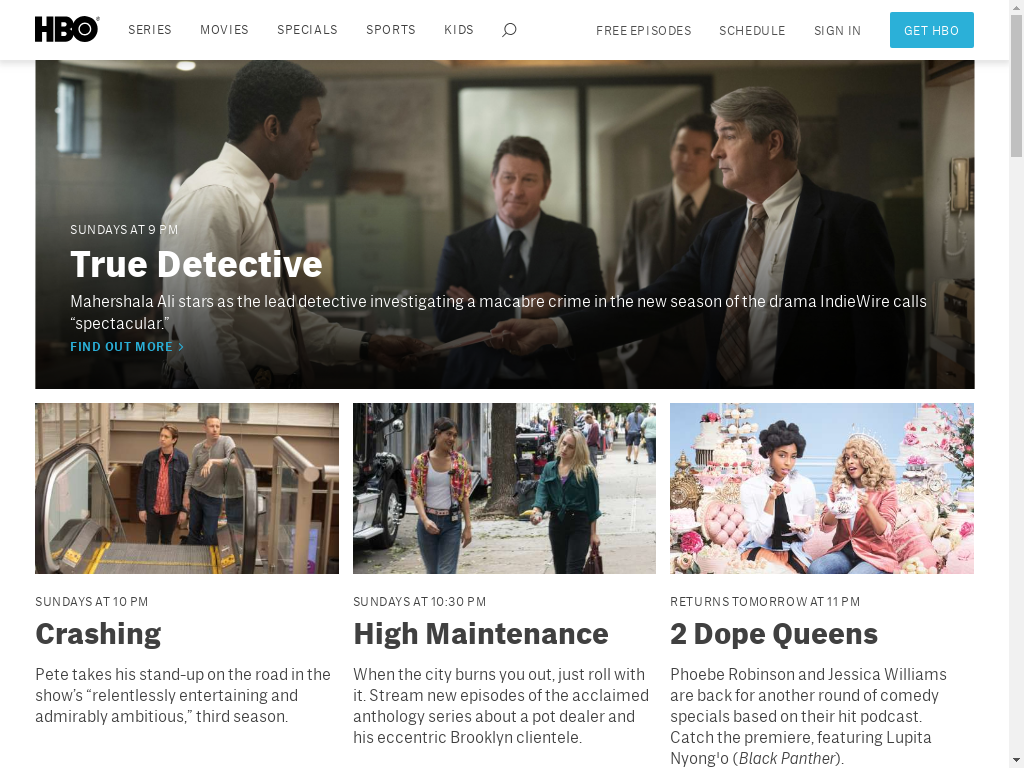 HBO
SERIES
MOVIES
SPECIALS
SPORTS
KIDS
FREE EPISODES
SCHEDULE
SIGN IN
GET HBO
SUNDAYS AT 9 PM
True Detective
Mahershala Ali stars as the lead detective investigating a macabre crime in the new season of the drama IndieWire calls
“spectacular.”
FIND OUT MORE >
SUNDAYS AT 10 PM
Crashing
Pete takes his stand-up on the road in the
show’s “relentlessly entertaining and
admirably ambitious,” third season.
SUNDAYS AT 10:30 PM
High Maintenance
When the city burns you out, just roll with
it. Stream new episodes of the acclaimed
anthology series about a pot dealer and
his eccentric Brooklyn clientele.
RETURNS TOMORROW AT 11 PM
2 Dope Queens
Phoebe Robinson and Jessica Williams
are back for another round of comedy
specials based on their hit podcast.
Catch the premiere, featuring Lupita
Nyong'o (Black Panther).